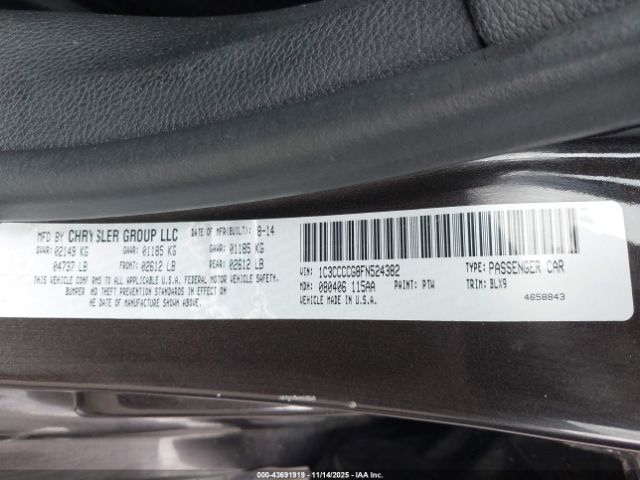 MFD BY CHRYSLER GROUP LLC DATE OF MFR(BUILT): 8-14
GVWR: 02149 KG GAWR: 01185 KG GAWR: 01185 KG
04737 LB FRONT: 02612 LB REAR: 02612 LB
THIS VEHICLE CONFORMS TO ALL APPLICABLE U.S.A. FEDERAL MOTOR VEHICLE SAFETY,
BUMPER AND THEFT PREVENTION STANDARDS IN EFFECT ON
THE DATE OF MANUFACTURE SHOWN ABOVE.
1C3CCCCG8FN524382
VIN: 1C3CCCCG8FN524382 TYPE: PASSENGER CAR
MDH: 080406 115AA PAINT: PTW TRIM: BLX9
VEHICLE MADE IN U.S.A. 4658843
000-43691919 - 11/14/2025 - IAAI.COM